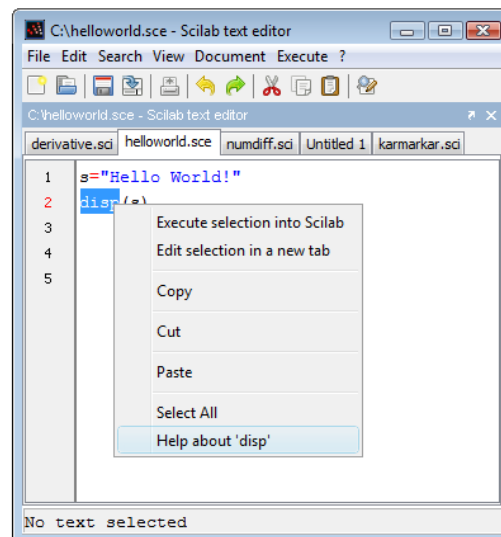 C:\helloworld.sce - Scilab text editor
File Edit Search View Document Execute ?
C:\helloworld.sce - Scilab text editor
derivative.sci helloworld.sce numdiff.sci Untitled 1 karmarkar.sci
1 s="Hello World!"
2 disp(s)
3
4
5
Execute selection into Scilab
Edit selection in a new tab
Copy
Cut
Paste
Select All
Help about 'disp'
No text selected